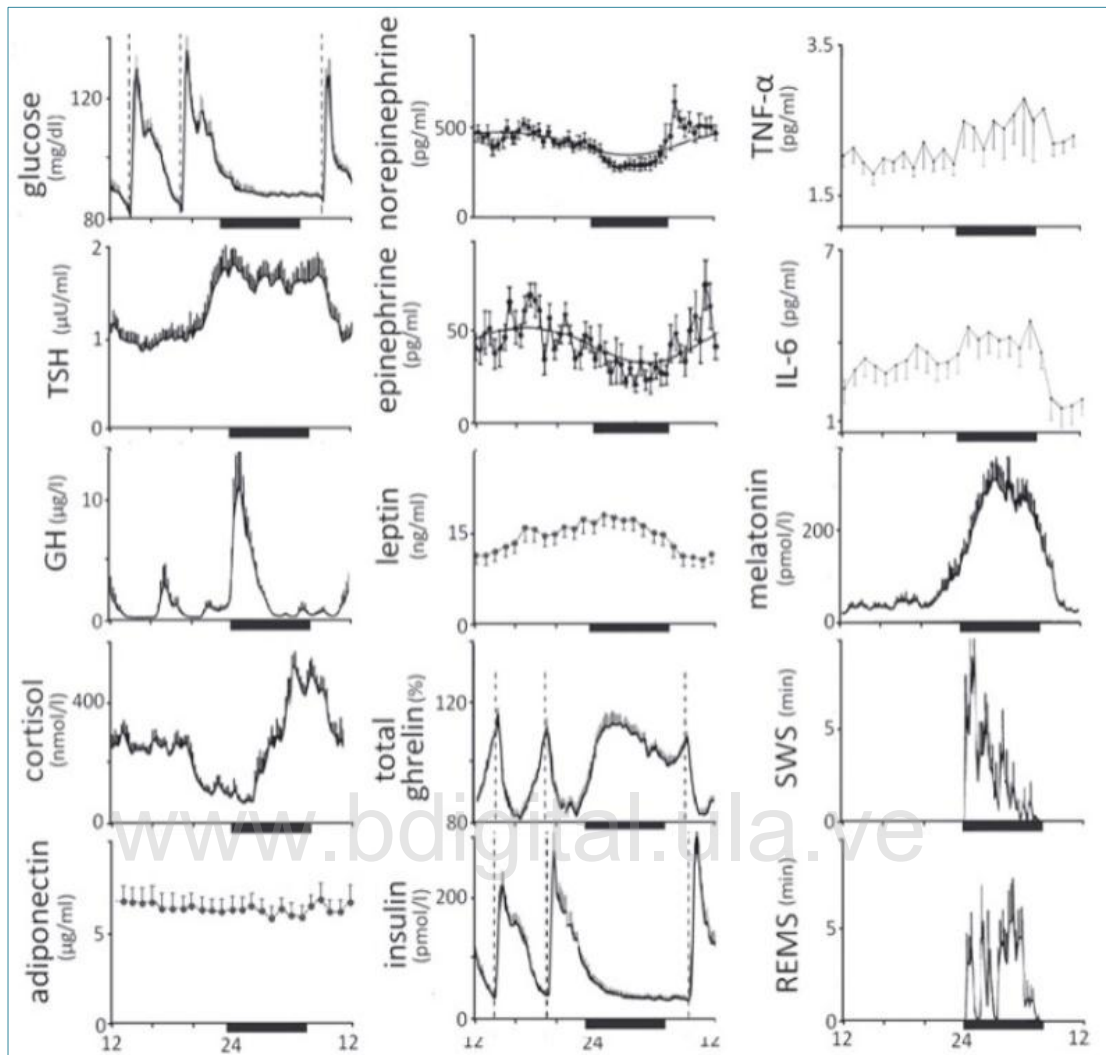 glucose
(mg/dl)
120
80
norepinephrine
(pg/ml)
500
0
TNF-α
(pg/ml)
3.5
1.5
TSH (µU/ml)
2
1
0
epinephrine
(pg/ml)
50
0
IL-6 (pg/ml)
7
1
GH (µg/l)
10
0
leptin
(ng/ml)
15
0
melatonin
(pmol/l)
200
0
cortisol
(nmol/l)
400
0
total
ghrelin (%)
120
80
SWS (min)
5
0
www.bdigital.ula.ve
adiponectin
(µg/ml)
5
0
12 24 12
insulin
(pmol/l)
200
0
12 24 12
REMS (min)
5
0
12 24 12